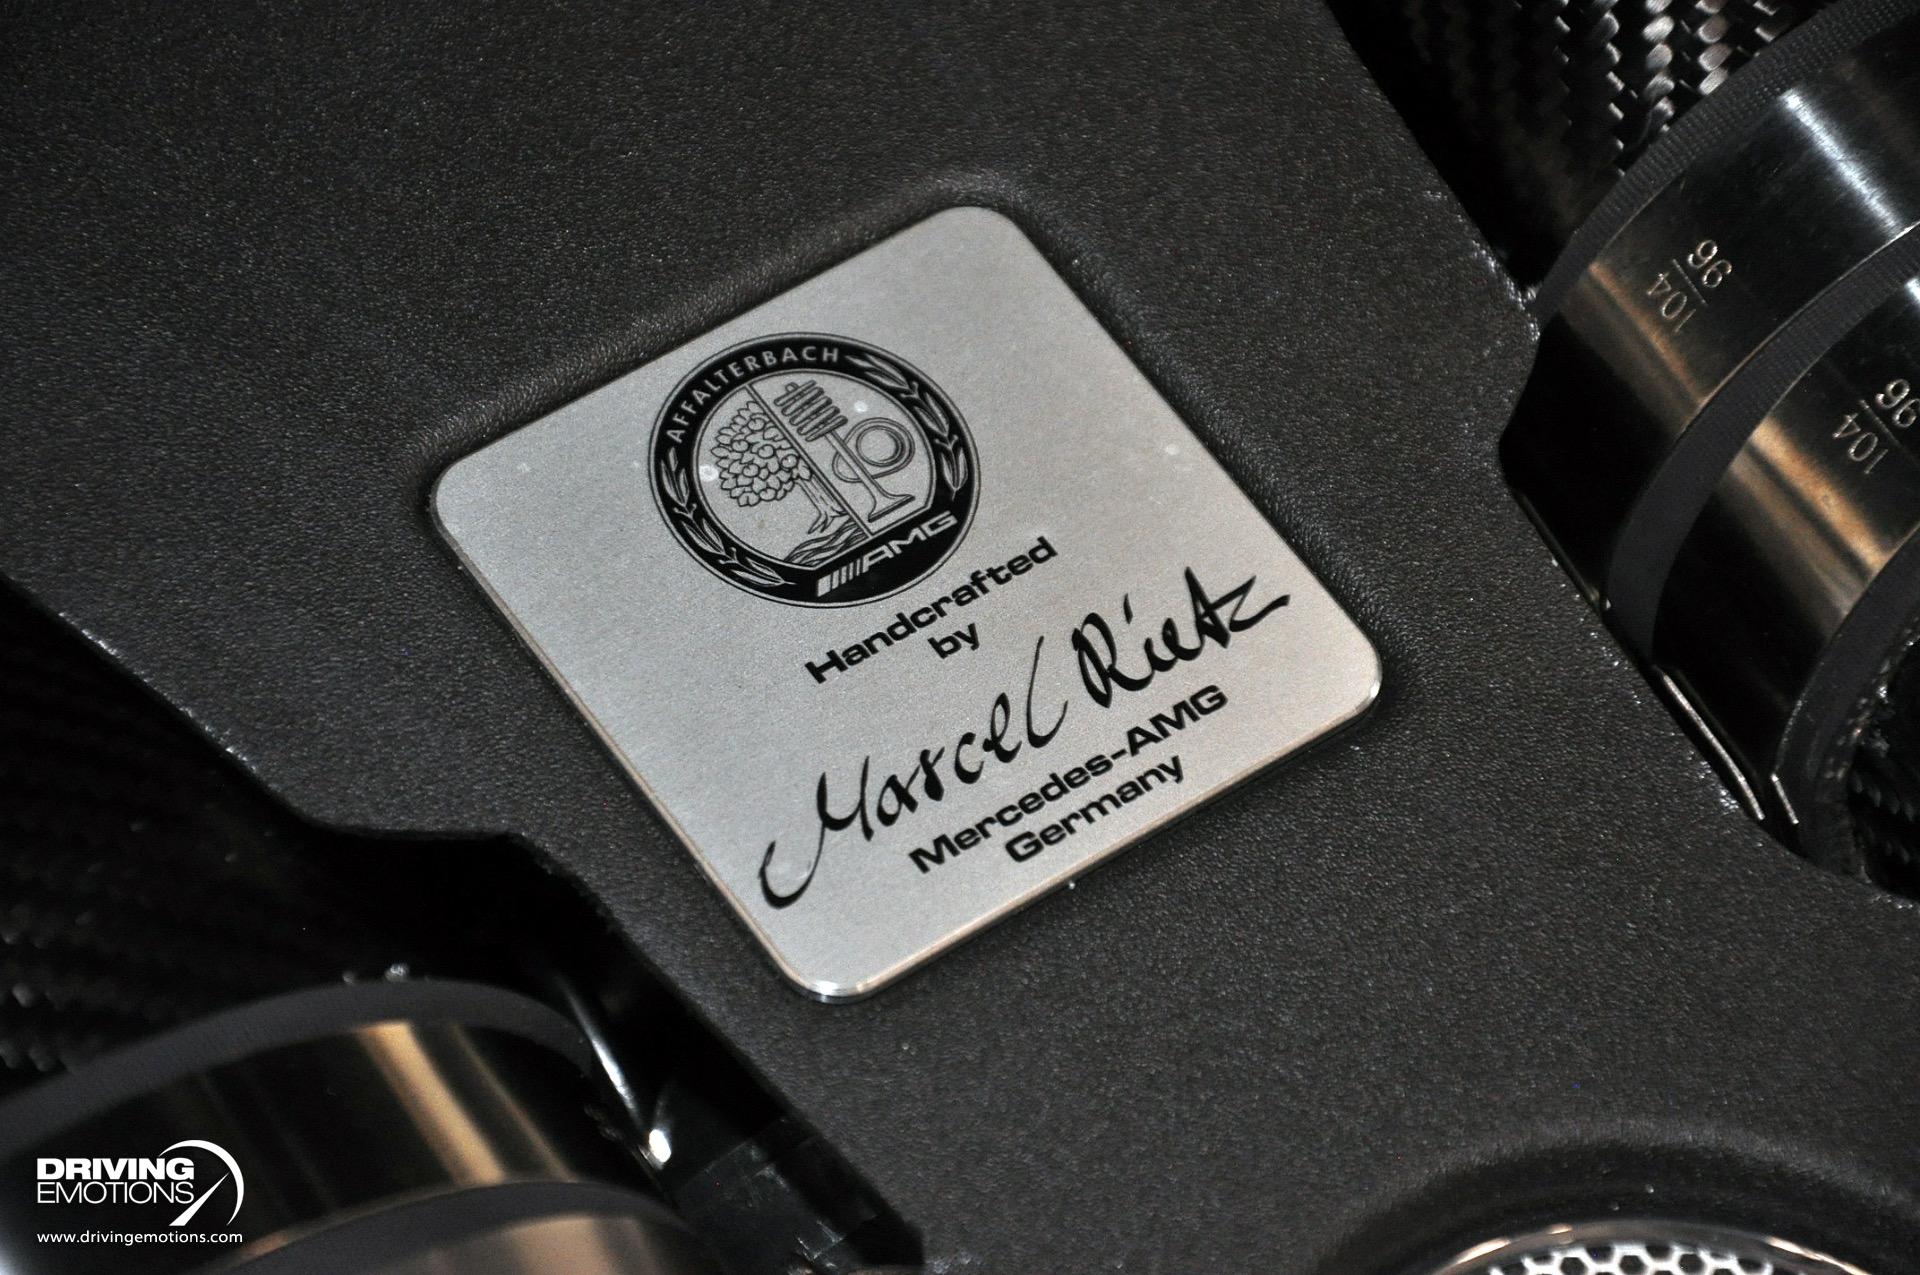 AFFALTERBACH
AMG
Handcrafted
by
Marcel Rietz
Mercedes-AMG
Germany
96
104
96
104
DRIVING
EMOTIONS
www.drivingemotions.com